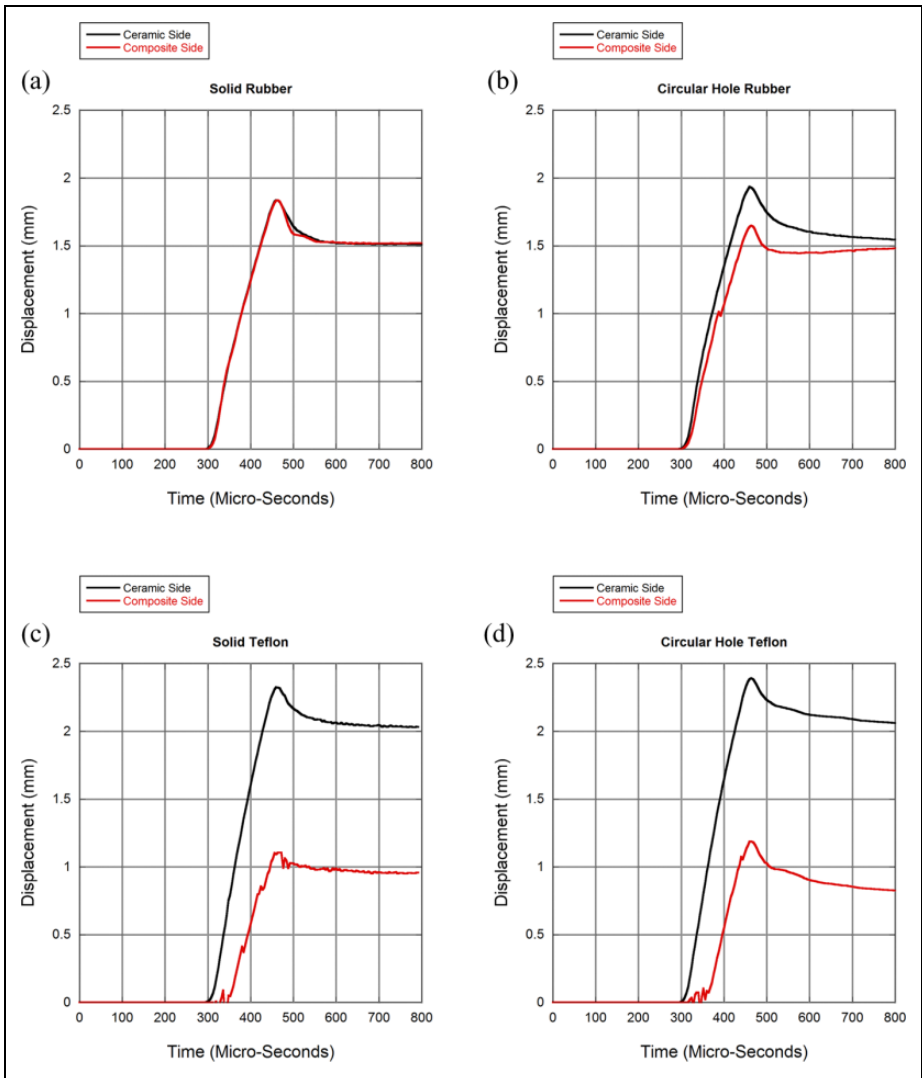 Ceramic Side
Composite Side
(a)
Solid Rubber
2.5
2
1.5
1
0.5
0
Displacement (mm)
0 100 200 300 400 500 600 700 800
Time (Micro-Seconds)
Ceramic Side
Composite Side
(b)
Circular Hole Rubber
2.5
2
1.5
1
0.5
0
Displacement (mm)
0 100 200 300 400 500 600 700 800
Time (Micro-Seconds)
Ceramic Side
Composite Side
(c)
Solid Teflon
2.5
2
1.5
1
0.5
0
Displacement (mm)
0 100 200 300 400 500 600 700 800
Time (Micro-Seconds)
Ceramic Side
Composite Side
(d)
Circular Hole Teflon
2.5
2
1.5
1
0.5
0
Displacement (mm)
0 100 200 300 400 500 600 700 800
Time (Micro-Seconds)